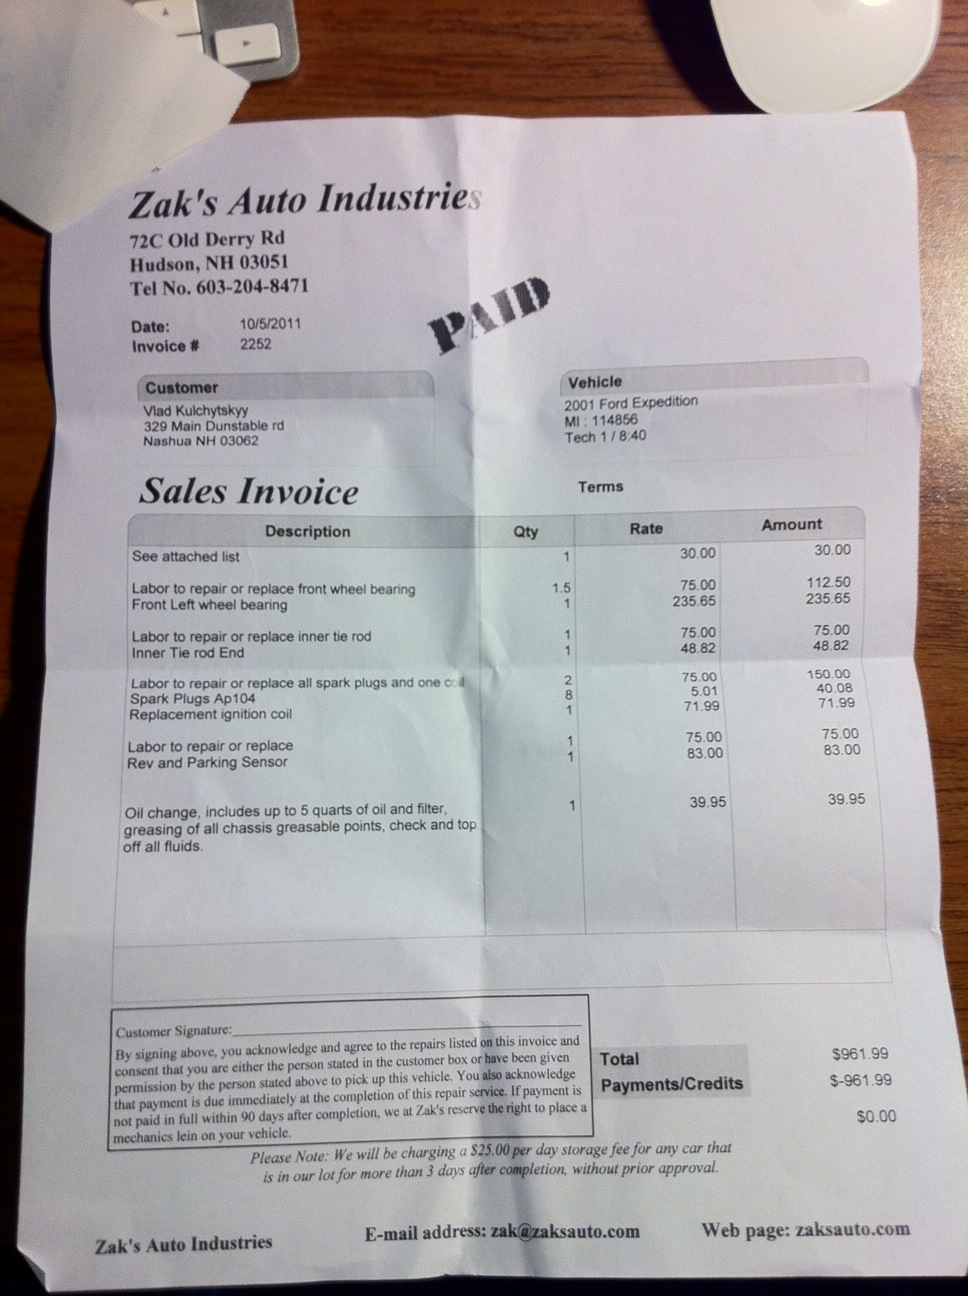 Zak's Auto Industries
72C Old Derry Rd
Hudson, NH 03051
Tel No. 603-204-8471
PAID
Date: 10/5/2011
Invoice # 2252
Customer
Vlad Kulchytskyy
329 Main Dunstable rd
Nashua NH 03062
Vehicle
2001 Ford Expedition
MI : 114856
Tech 1 / 8:40
Sales Invoice
Terms
Description Qty Rate Amount
See attached list 1 30.00 30.00
Labor to repair or replace front wheel bearing 1.5 75.00 112.50
Front Left wheel bearing 1 235.65 235.65
Labor to repair or replace inner tie rod 1 75.00 75.00
Inner Tie rod End 1 48.82 48.82
Labor to repair or replace all spark plugs and one coil 2 75.00 150.00
Spark Plugs Ap104 8 5.01 40.08
Replacement ignition coil 1 71.99 71.99
Labor to repair or replace 1 75.00 75.00
Rev and Parking Sensor 1 83.00 83.00
Oil change, includes up to 5 quarts of oil and filter, 1 39.95 39.95
greasing of all chassis greasable points, check and top
off all fluids.
Customer Signature:
By signing above, you acknowledge and agree to the repairs listed on this invoice and
consent that you are either the person stated in the customer box or have been given
permission by the person stated above to pick up this vehicle. You also acknowledge
that payment is due immediately at the completion of this repair service. If payment is
not paid in full within 90 days after completion, we at Zak's reserve the right to place a
mechanics lein on your vehicle.
Total $961.99
Payments/Credits $-961.99
$0.00
Please Note: We will be charging a $25.00 per day storage fee for any car that
is in our lot for more than 3 days after completion, without prior approval.
Zak's Auto Industries E-mail address: zak@zaksauto.com Web page: zaksauto.com